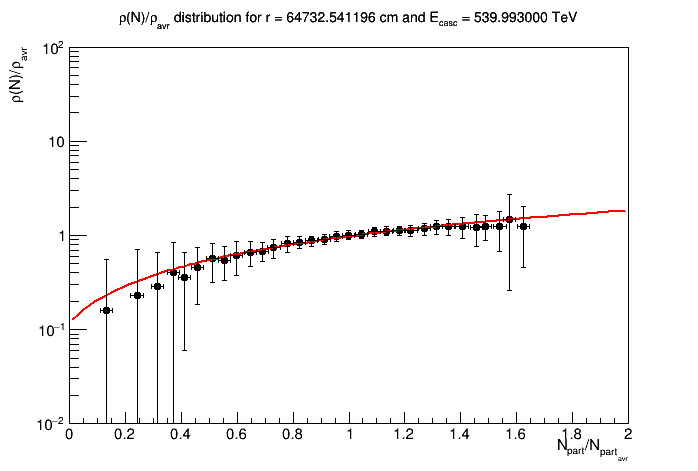 ρ(N)/ρavr distribution for r = 64732.541196 cm and Ecasc = 539.993000 TeV
ρ(N)/ρavr
10²
10
1
10⁻¹
10⁻²
0 0.2 0.4 0.6 0.8 1 1.2 1.4 1.6 1.8 2
Npart/Npartavr